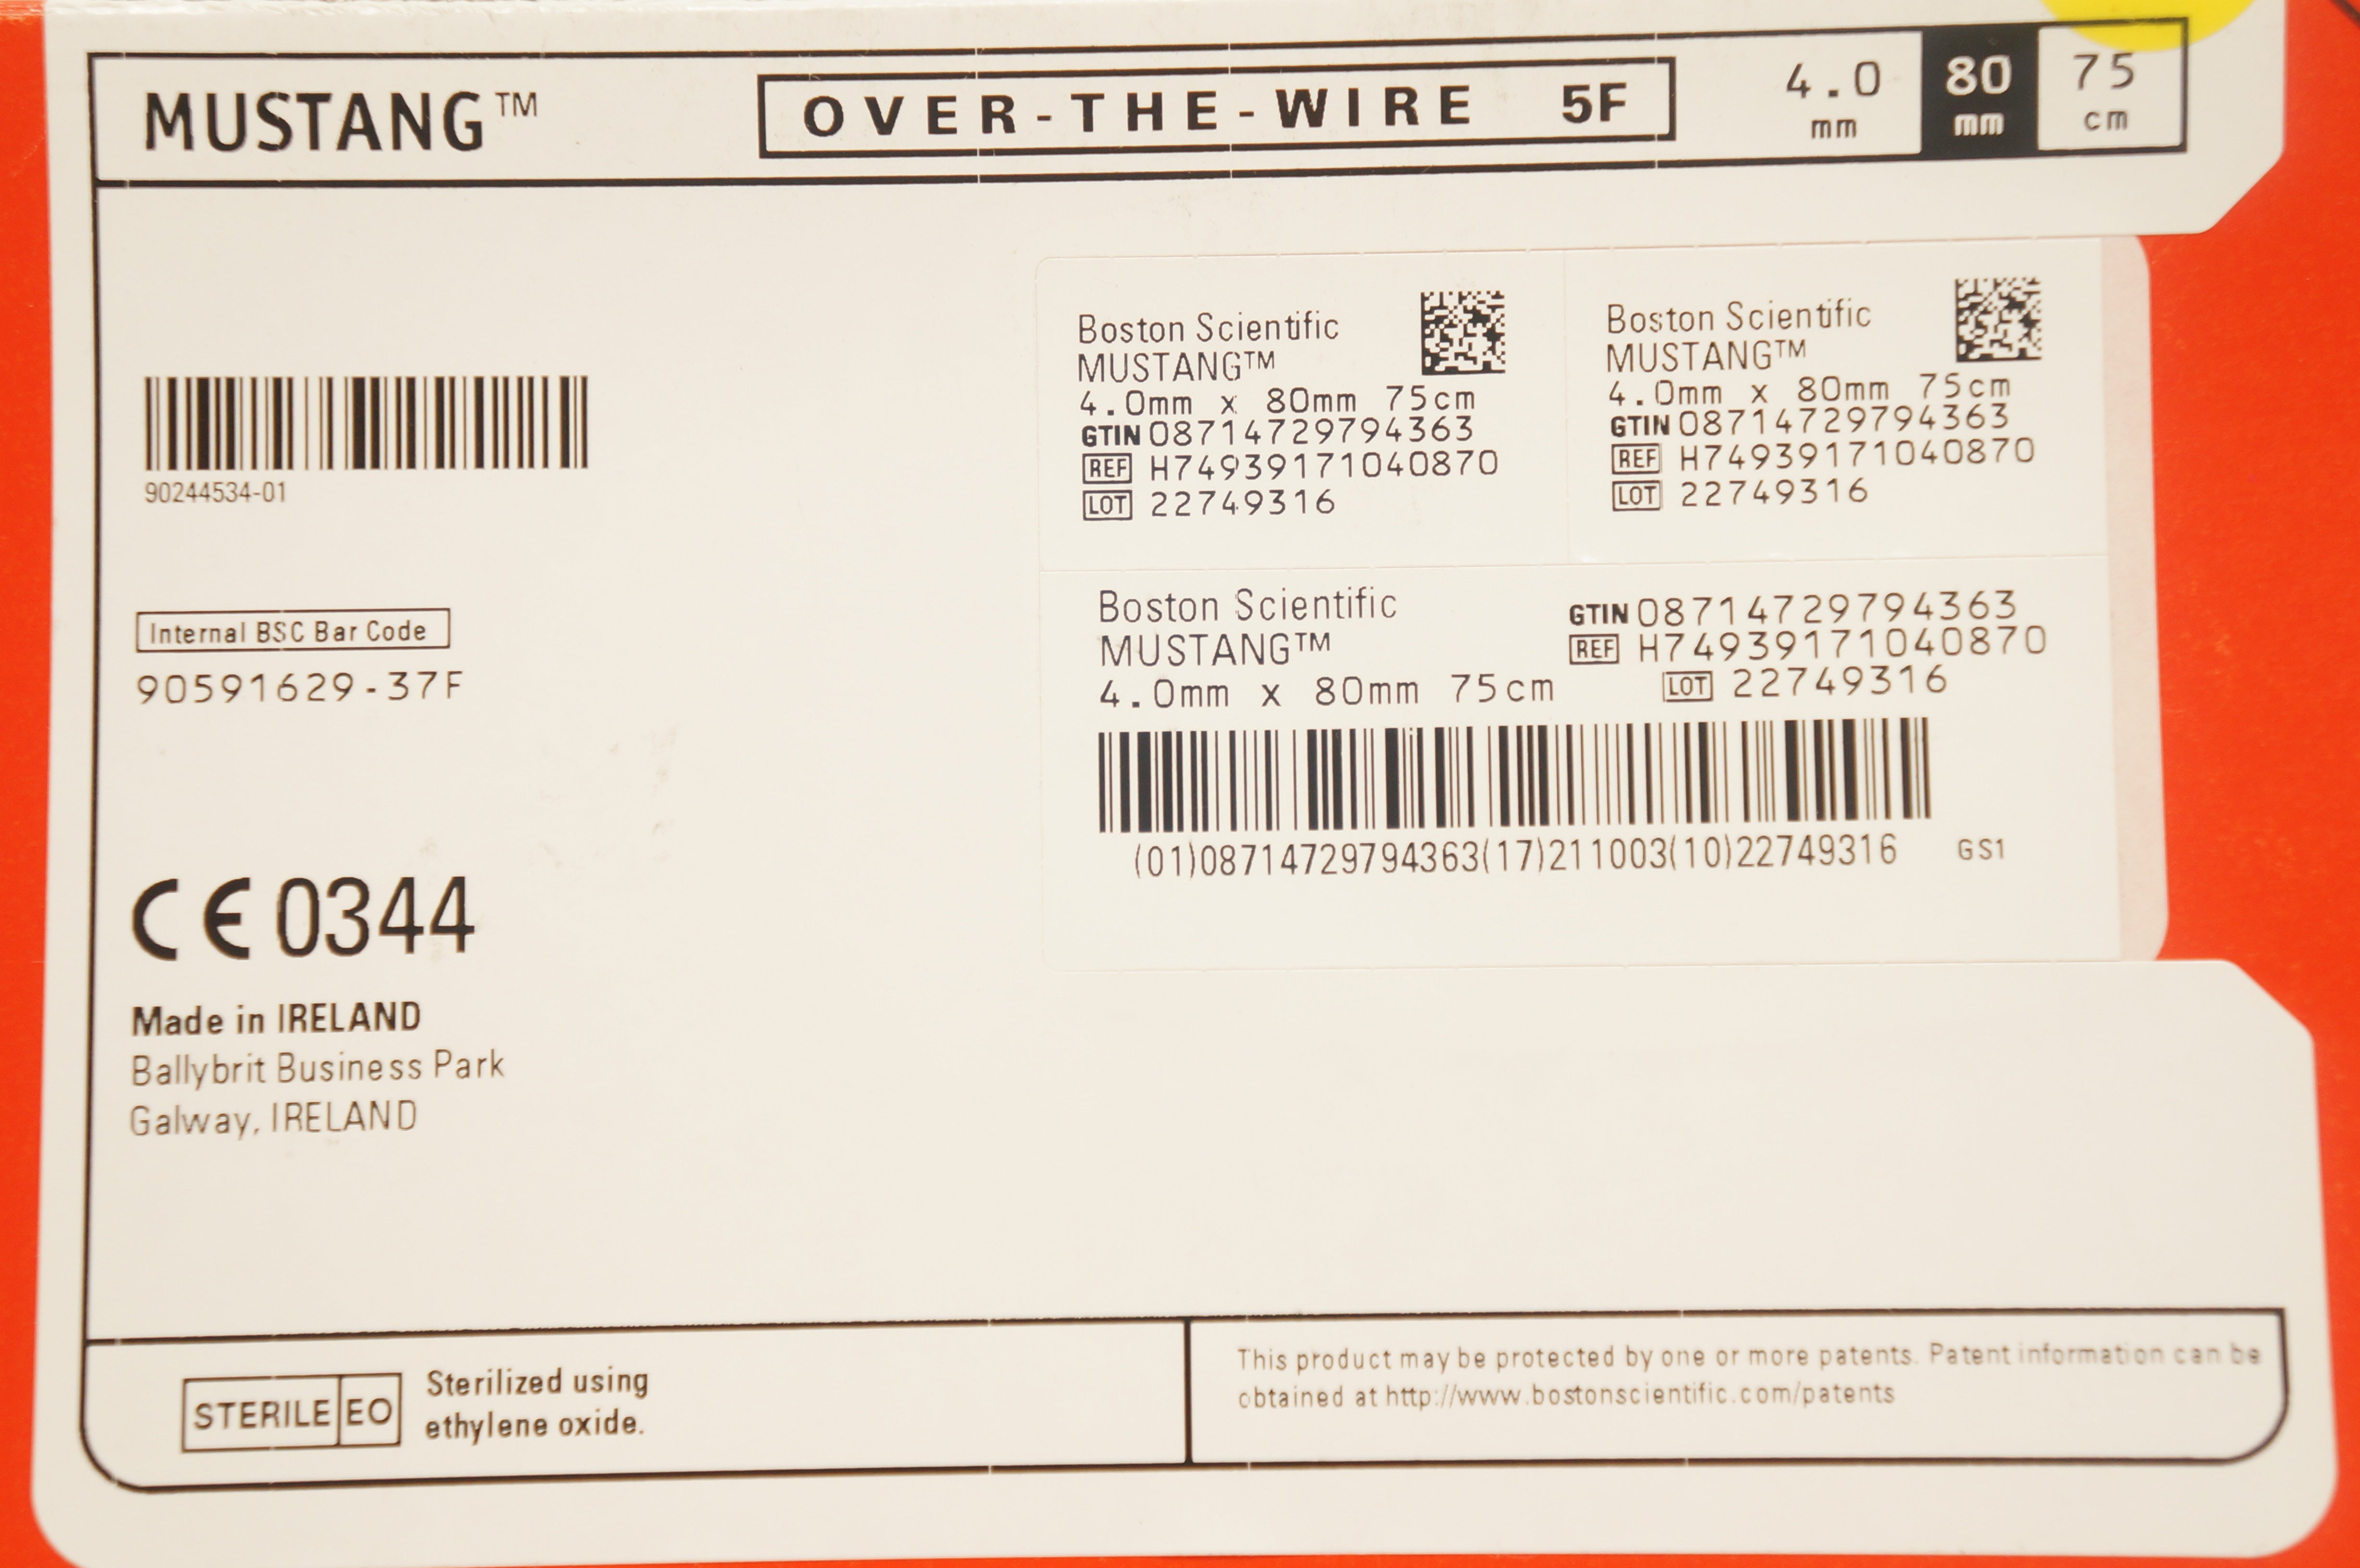 MUSTANG™
OVER-THE-WIRE 5F
4.0 mm
80 mm
75 cm
90244534-01
Internal BSC Bar Code
90591629-37F
CE 0344
Made in IRELAND
Ballybrit Business Park
Galway, IRELAND
Boston Scientific
MUSTANG™
4.0mm x 80mm 75cm
GTIN 08714729794363
REF H74939171040870
LOT 22749316
Boston Scientific
MUSTANG™
4.0mm x 80mm 75cm
GTIN 08714729794363
REF H74939171040870
LOT 22749316
Boston Scientific
MUSTANG™
4.0mm x 80mm 75cm
GTIN 08714729794363
REF H74939171040870
LOT 22749316
(01)08714729794363(17)211003(10)22749316 GS1
STERILE EO
Sterilized using
ethylene oxide.
This product may be protected by one or more patents. Patent information can be
obtained at http://www.bostonscientific.com/patents